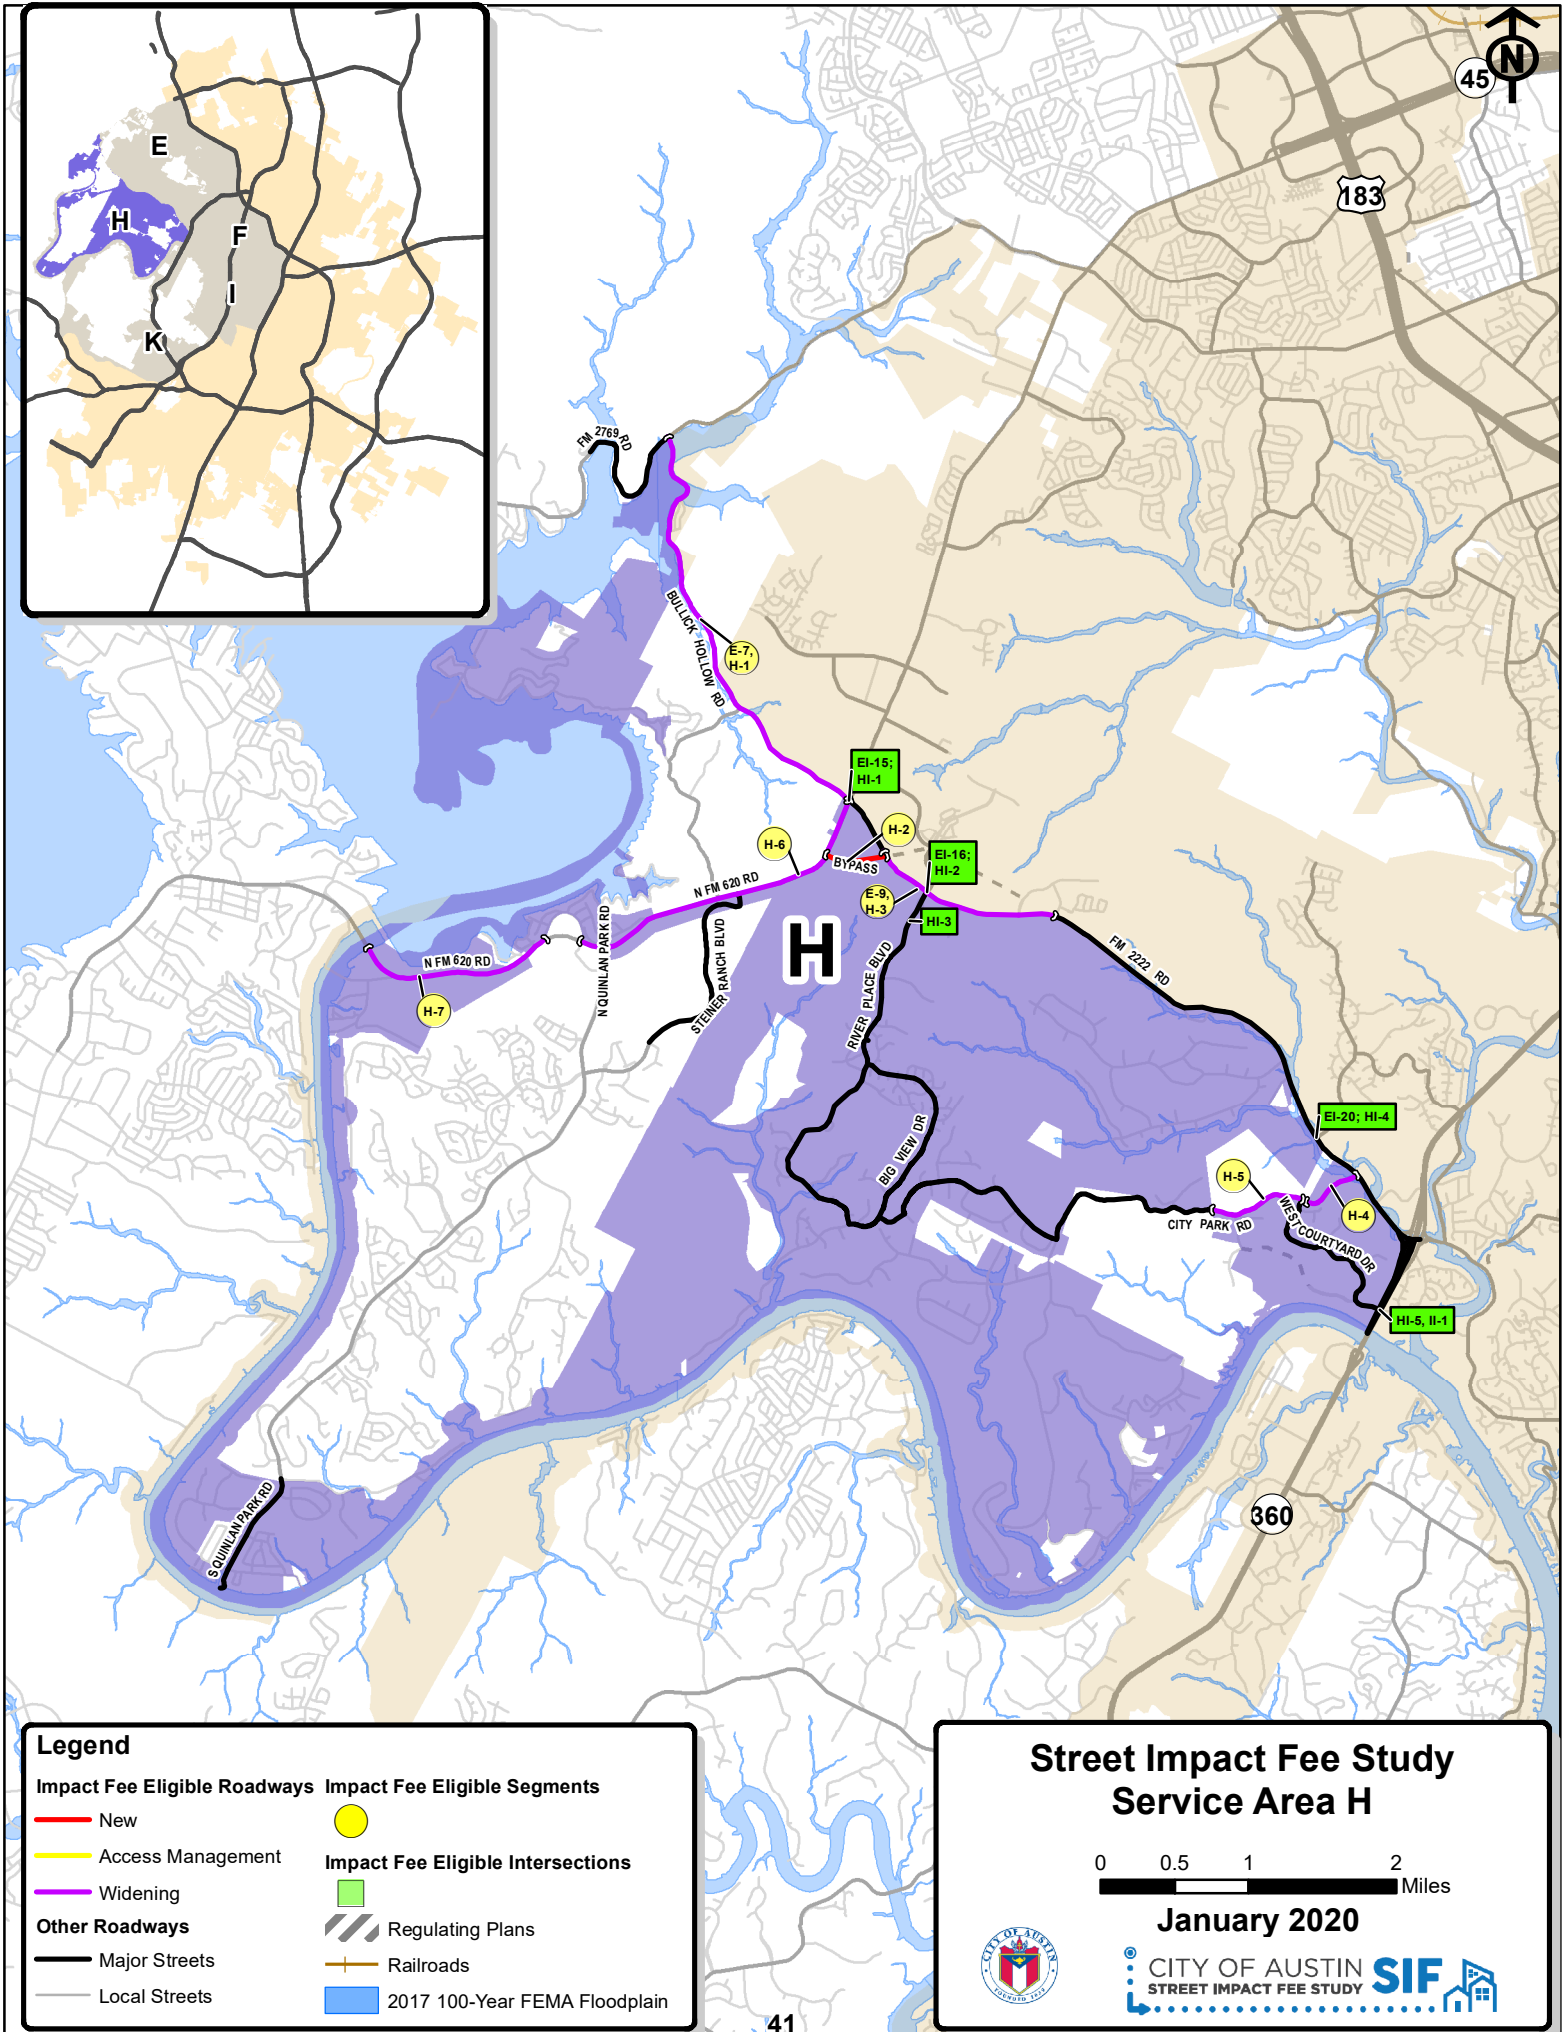 E
H
F
I
K
N
45
183
FM 2769 RD
BULLICK HOLLOW RD
E-7,
H-1
EI-15;
HI-1
H-2
H-6
BYPASS
EI-16;
HI-2
N FM 620 RD
E-9,
H-3
HI-3
N QUINLAN PARK RD
STEINER RANCH BLVD
H
RIVER PLACE BLVD
FM 2222 RD
N FM 620 RD
H-7
BIG VIEW DR
EI-20; HI-4
H-5
H-4
CITY PARK RD
WEST COURTYARD DR
HI-5, II-1
S QUINLAN PARK RD
360
Legend
Impact Fee Eligible Roadways
New
Access Management
Widening
Other Roadways
Major Streets
Local Streets
Impact Fee Eligible Segments
Impact Fee Eligible Intersections
Regulating Plans
Railroads
2017 100-Year FEMA Floodplain
41
Street Impact Fee Study
Service Area H
0 0.5 1 2
Miles
January 2020
CITY OF AUSTIN
FOUNDED 1839
CITY OF AUSTIN
STREET IMPACT FEE STUDY
SIF